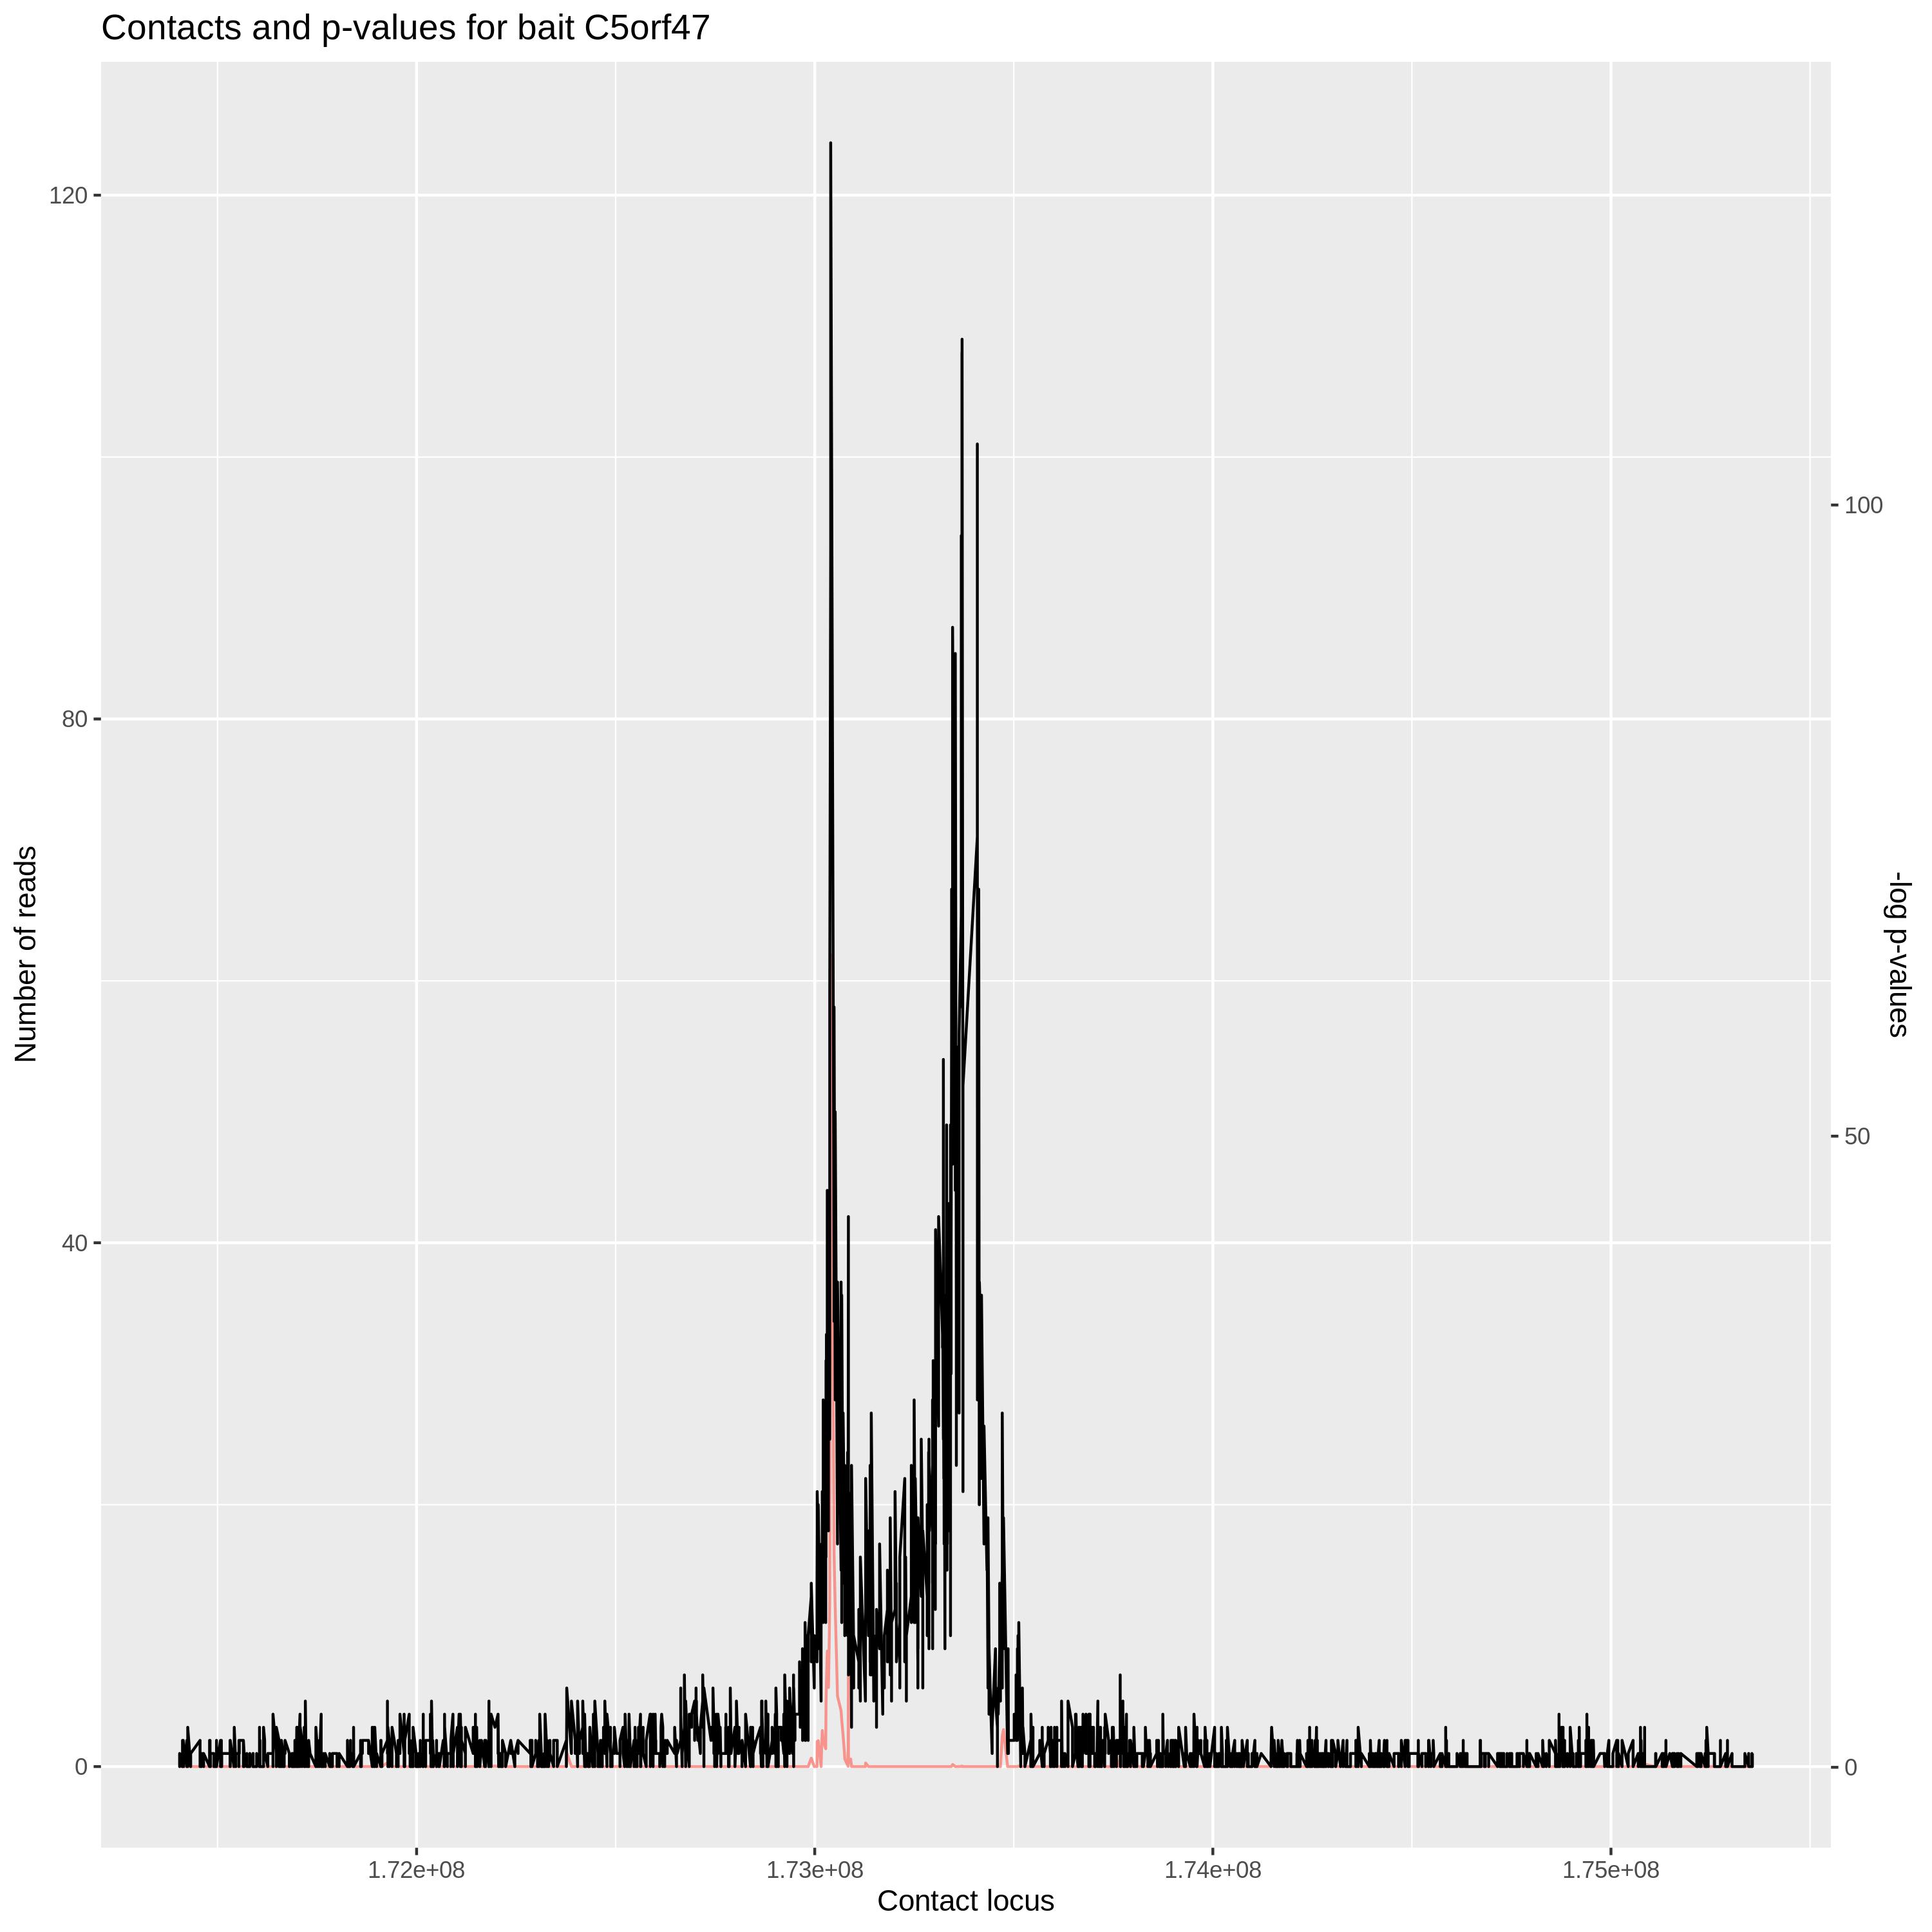 Contacts and p-values for bait C5orf47
120
80
40
0
100
50
0
Number of reads
-log p-values
1.72e+08
1.73e+08
1.74e+08
1.75e+08
Contact locus